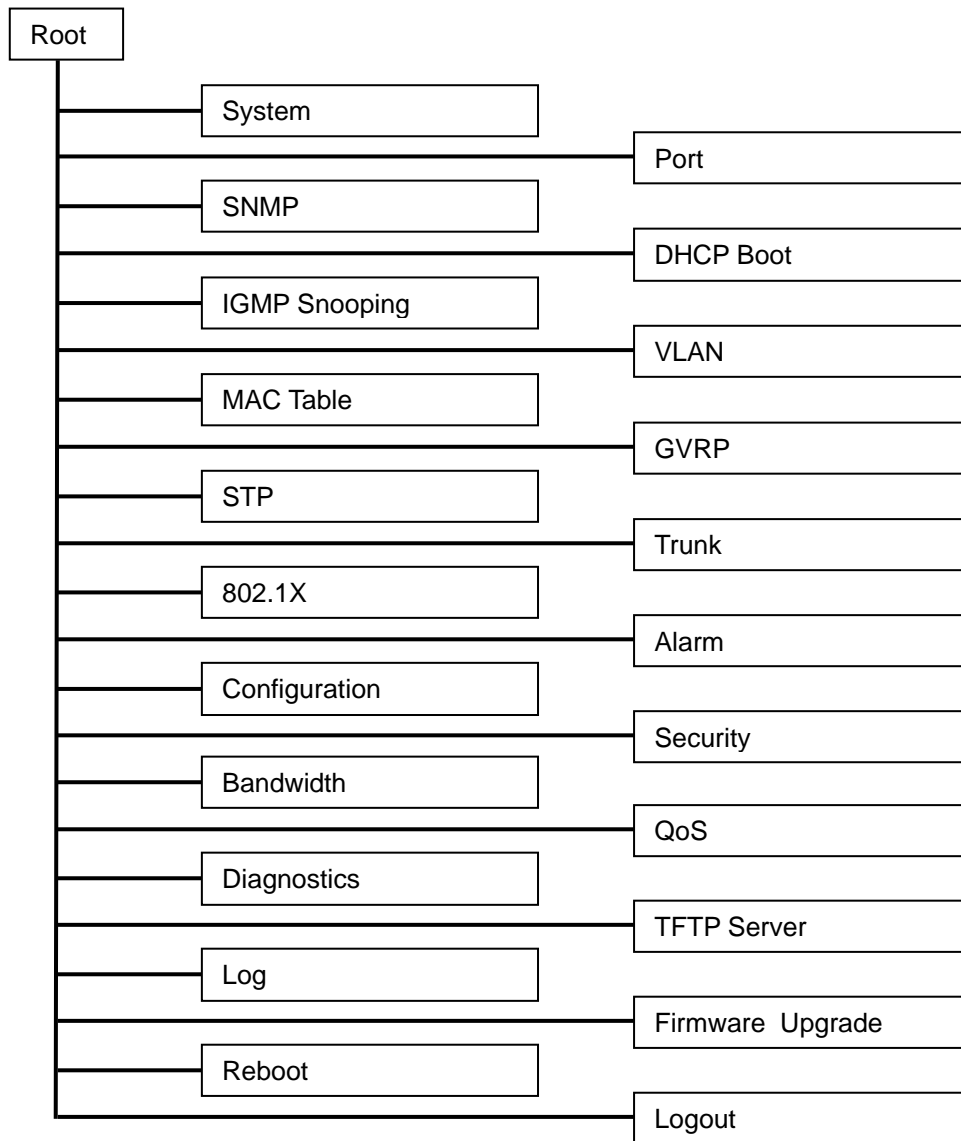 Root
System
Port
SNMP
DHCP Boot
IGMP Snooping
VLAN
MAC Table
GVRP
STP
Trunk
802.1X
Alarm
Configuration
Security
Bandwidth
QoS
Diagnostics
TFTP Server
Log
Firmware Upgrade
Reboot
Logout